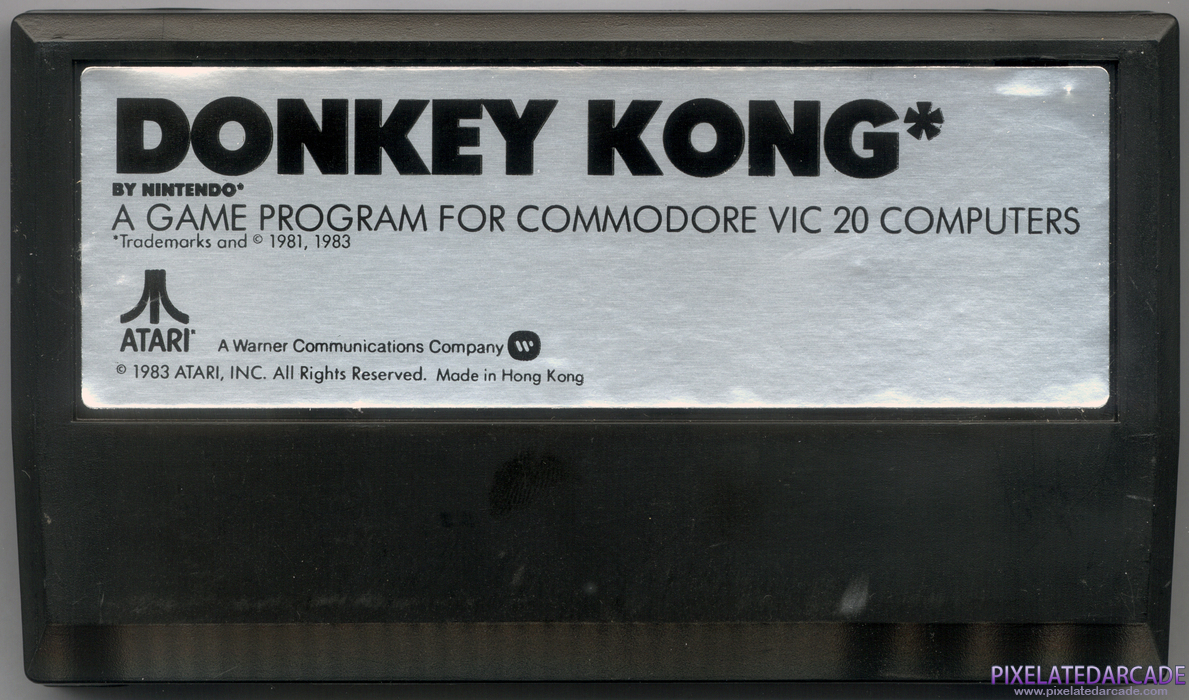 DONKEY KONG*
BY NINTENDO*
A GAME PROGRAM FOR COMMODORE VIC 20 COMPUTERS
*Trademarks and © 1981, 1983
ATARI®
A Warner Communications Company W
© 1983 ATARI, INC. All Rights Reserved. Made in Hong Kong
PIXELATEDARCADE
www.pixelatedarcade.com